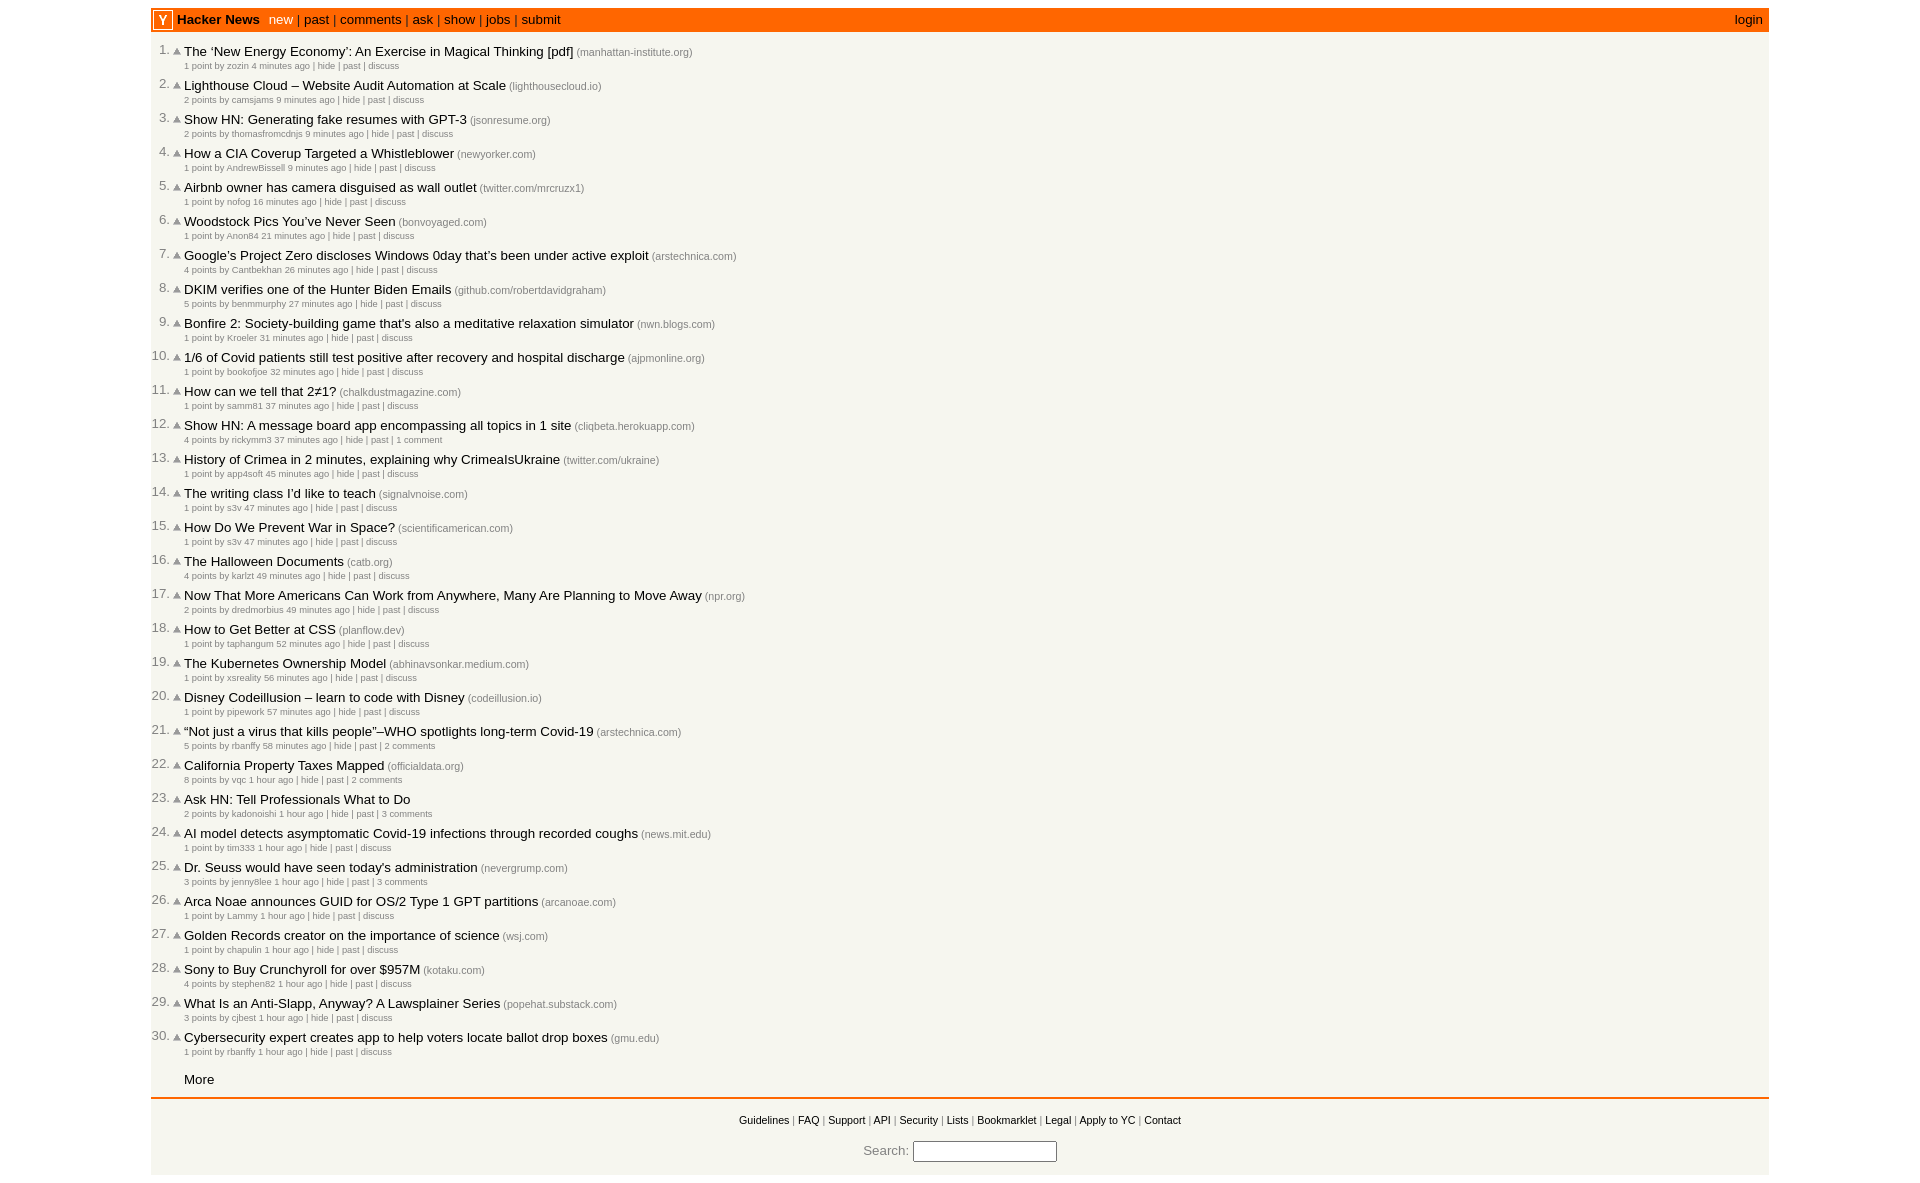 Y Hacker News new | past | comments | ask | show | jobs | submit login
1. The ‘New Energy Economy’: An Exercise in Magical Thinking [pdf] (manhattan-institute.org)
1 point by zozin 4 minutes ago | hide | past | discuss
2. Lighthouse Cloud – Website Audit Automation at Scale (lighthousecloud.io)
2 points by camsjams 9 minutes ago | hide | past | discuss
3. Show HN: Generating fake resumes with GPT-3 (jsonresume.org)
2 points by thomasfromcdnjs 9 minutes ago | hide | past | discuss
4. How a CIA Coverup Targeted a Whistleblower (newyorker.com)
1 point by AndrewBissell 9 minutes ago | hide | past | discuss
5. Airbnb owner has camera disguised as wall outlet (twitter.com/mrcruzx1)
1 point by nofog 16 minutes ago | hide | past | discuss
6. Woodstock Pics You’ve Never Seen (bonvoyaged.com)
1 point by Anon84 21 minutes ago | hide | past | discuss
7. Google’s Project Zero discloses Windows 0day that’s been under active exploit (arstechnica.com)
4 points by Cantbekhan 26 minutes ago | hide | past | discuss
8. DKIM verifies one of the Hunter Biden Emails (github.com/robertdavidgraham)
5 points by benmmurphy 27 minutes ago | hide | past | discuss
9. Bonfire 2: Society-building game that's also a meditative relaxation simulator (nwn.blogs.com)
1 point by Kroeler 31 minutes ago | hide | past | discuss
10. 1/6 of Covid patients still test positive after recovery and hospital discharge (ajpmonline.org)
1 point by bookofjoe 32 minutes ago | hide | past | discuss
11. How can we tell that 2≠1? (chalkdustmagazine.com)
1 point by samm81 37 minutes ago | hide | past | discuss
12. Show HN: A message board app encompassing all topics in 1 site (cliqbeta.herokuapp.com)
4 points by rickymm3 37 minutes ago | hide | past | 1 comment
13. History of Crimea in 2 minutes, explaining why CrimeaIsUkraine (twitter.com/ukraine)
1 point by app4soft 45 minutes ago | hide | past | discuss
14. The writing class I’d like to teach (signalvnoise.com)
1 point by s3v 47 minutes ago | hide | past | discuss
15. How Do We Prevent War in Space? (scientificamerican.com)
1 point by s3v 47 minutes ago | hide | past | discuss
16. The Halloween Documents (catb.org)
4 points by karlzt 49 minutes ago | hide | past | discuss
17. Now That More Americans Can Work from Anywhere, Many Are Planning to Move Away (npr.org)
2 points by dredmorbius 49 minutes ago | hide | past | discuss
18. How to Get Better at CSS (planflow.dev)
1 point by taphangum 52 minutes ago | hide | past | discuss
19. The Kubernetes Ownership Model (abhinavsonkar.medium.com)
1 point by xsreality 56 minutes ago | hide | past | discuss
20. Disney Codeillusion – learn to code with Disney (codeillusion.io)
1 point by pipework 57 minutes ago | hide | past | discuss
21. “Not just a virus that kills people”–WHO spotlights long-term Covid-19 (arstechnica.com)
5 points by rbanffy 58 minutes ago | hide | past | 2 comments
22. California Property Taxes Mapped (officialdata.org)
8 points by vqc 1 hour ago | hide | past | 2 comments
23. Ask HN: Tell Professionals What to Do
2 points by kadonoishi 1 hour ago | hide | past | 3 comments
24. AI model detects asymptomatic Covid-19 infections through recorded coughs (news.mit.edu)
1 point by tim333 1 hour ago | hide | past | discuss
25. Dr. Seuss would have seen today's administration (nevergrump.com)
3 points by jenny8lee 1 hour ago | hide | past | 3 comments
26. Arca Noae announces GUID for OS/2 Type 1 GPT partitions (arcanoae.com)
1 point by Lammy 1 hour ago | hide | past | discuss
27. Golden Records creator on the importance of science (wsj.com)
1 point by chapulin 1 hour ago | hide | past | discuss
28. Sony to Buy Crunchyroll for over $957M (kotaku.com)
4 points by stephen82 1 hour ago | hide | past | discuss
29. What Is an Anti-Slapp, Anyway? A Lawsplainer Series (popehat.substack.com)
3 points by cjbest 1 hour ago | hide | past | discuss
30. Cybersecurity expert creates app to help voters locate ballot drop boxes (gmu.edu)
1 point by rbanffy 1 hour ago | hide | past | discuss
More
Guidelines | FAQ | Support | API | Security | Lists | Bookmarklet | Legal | Apply to YC | Contact
Search: